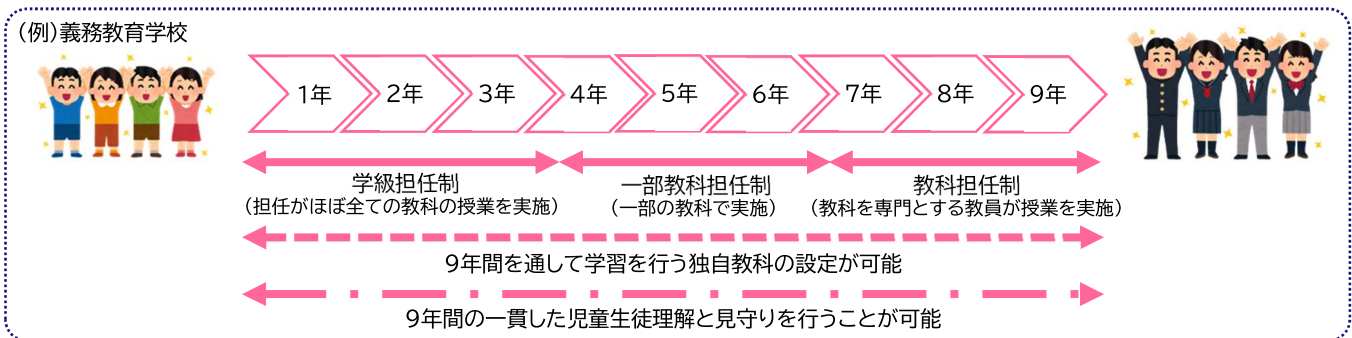 （例）義務教育学校
1年 2年 3年 4年 5年 6年 7年 8年 9年
学級担任制 一部教科担任制 教科担任制
（担任がほぼ全ての教科の授業を実施） （一部の教科で実施） （教科を専門とする教員が授業を実施）
9年間を通して学習を行う独自教科の設定が可能
9年間の一貫した児童生徒理解と見守りを行うことが可能